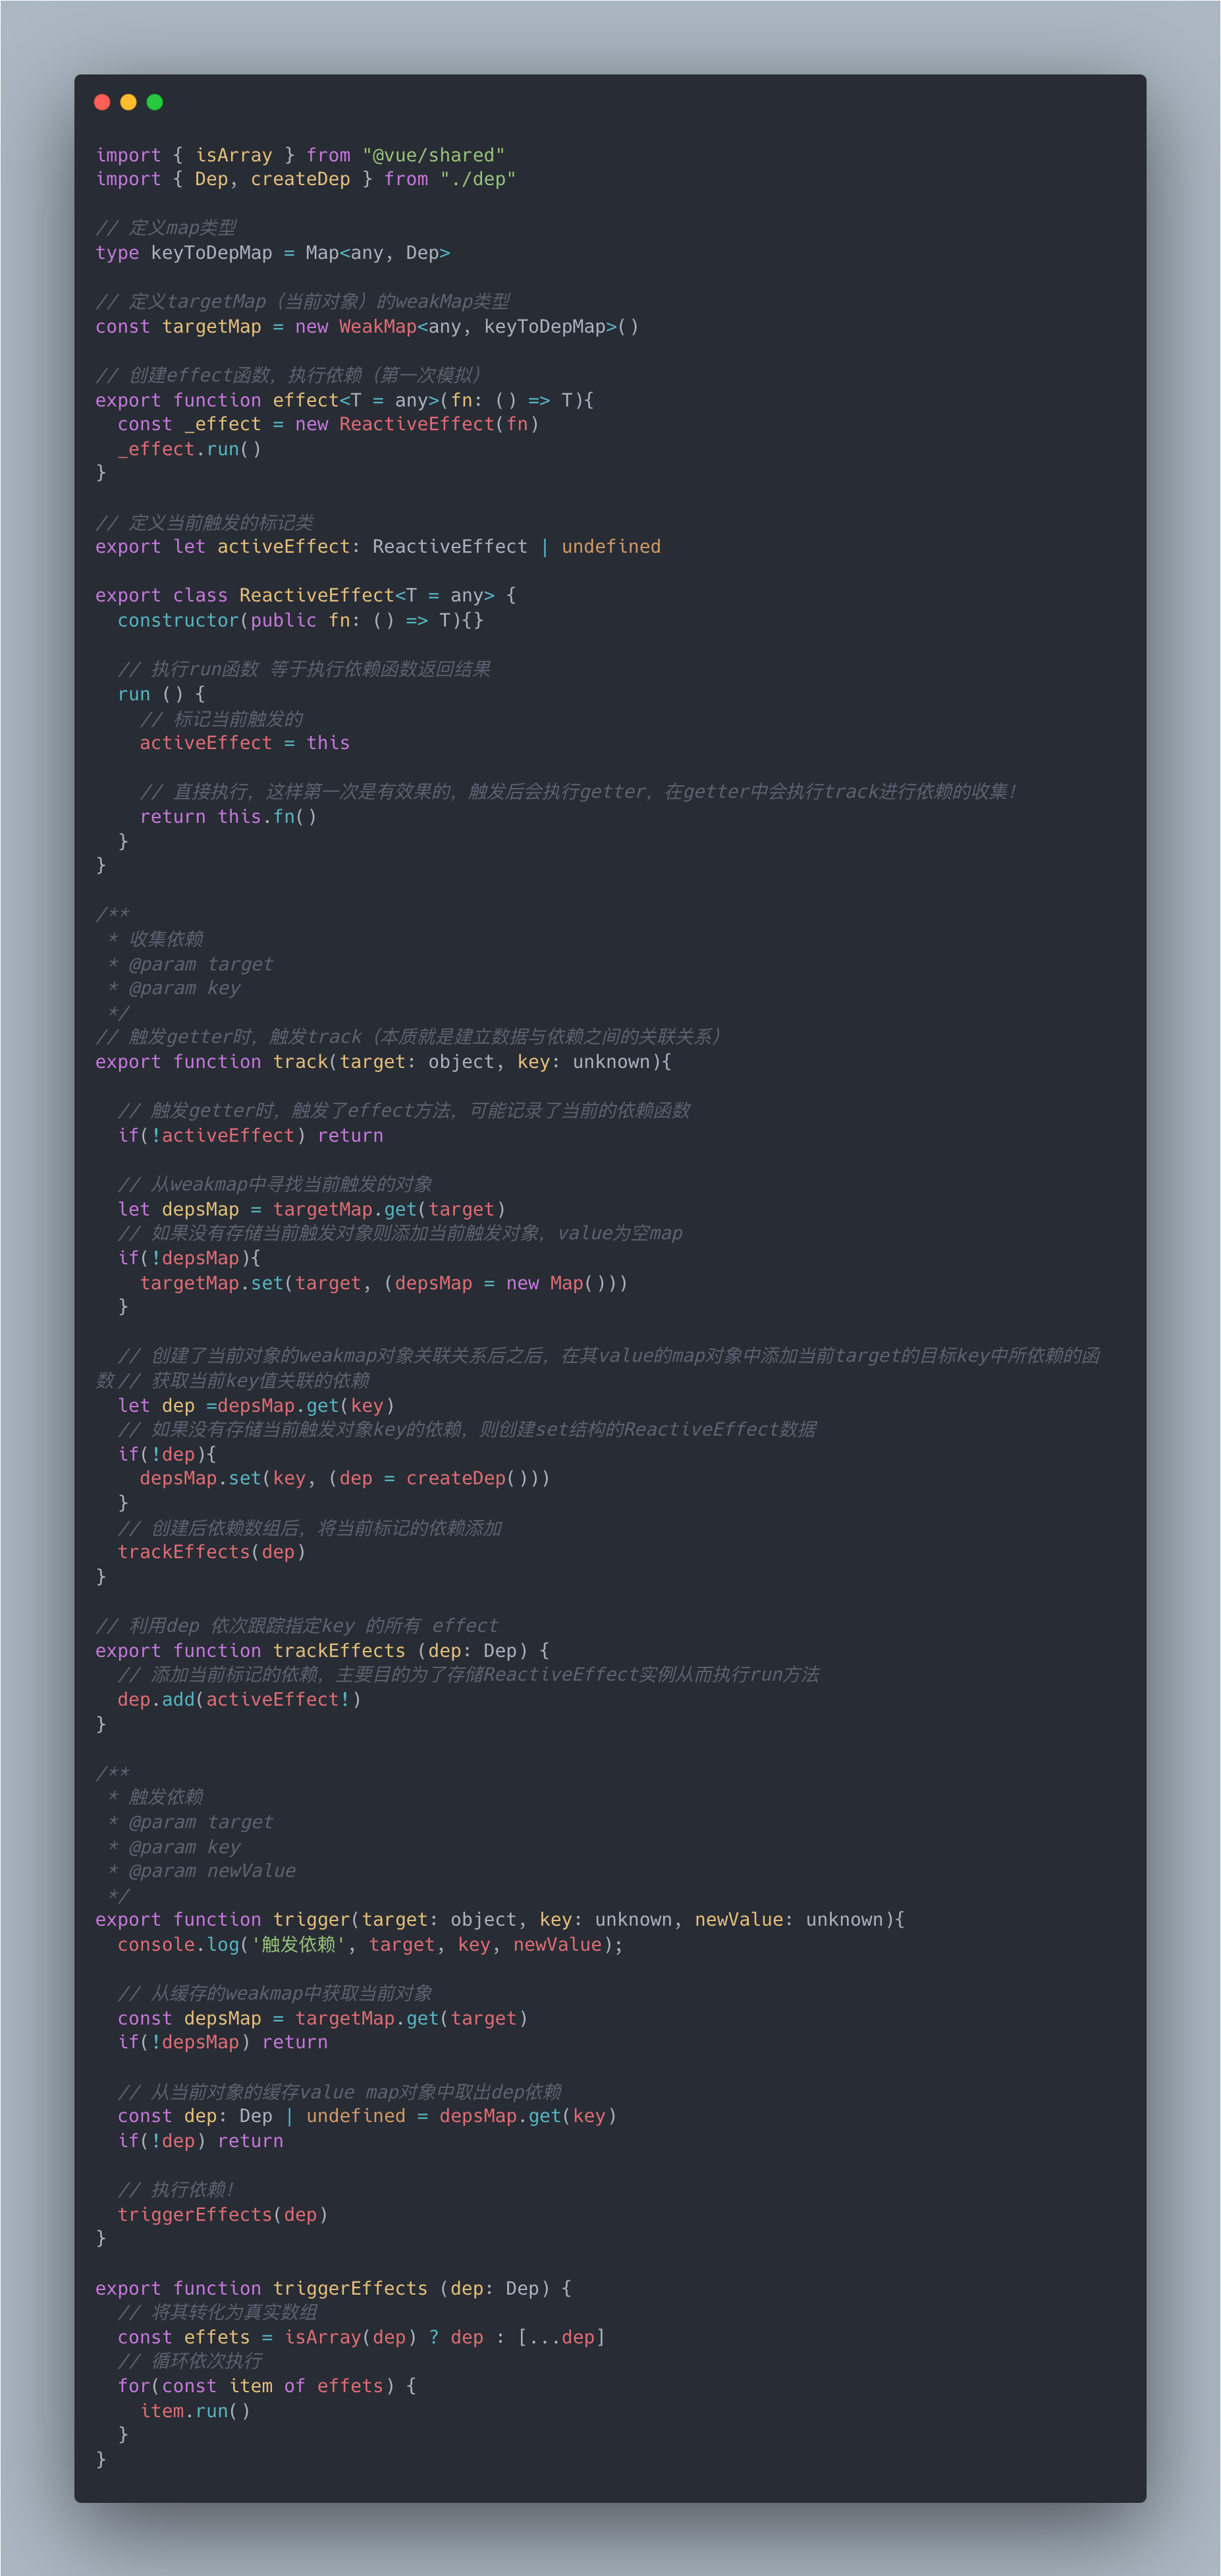 import { isArray } from "@vue/shared"
import { Dep, createDep } from "./dep"

// 定义map类型
type keyToDepMap = Map<any, Dep>

// 定义targetMap（当前对象）的weakMap类型
const targetMap = new WeakMap<any, keyToDepMap>()

// 创建effect函数，执行依赖（第一次模拟）
export function effect<T = any>(fn: () => T){
  const _effect = new ReactiveEffect(fn)
  _effect.run()
}

// 定义当前触发的标记类
export let activeEffect: ReactiveEffect | undefined

export class ReactiveEffect<T = any> {
  constructor(public fn: () => T){}

  // 执行run函数 等于执行依赖函数返回结果
  run () {
    // 标记当前触发的
    activeEffect = this

    // 直接执行，这样第一次是有效果的，触发后会执行getter，在getter中会执行track进行依赖的收集！
    return this.fn()
  }
}

/**
 * 收集依赖
 * @param target
 * @param key
 */
// 触发getter时，触发track（本质就是建立数据与依赖之间的关联关系）
export function track(target: object, key: unknown){

  // 触发getter时，触发了effect方法，可能记录了当前的依赖函数
  if(!activeEffect) return

  // 从weakmap中寻找当前触发的对象
  let depsMap = targetMap.get(target)
  // 如果没有存储当前触发对象则添加当前触发对象，value为空map
  if(!depsMap){
    targetMap.set(target, (depsMap = new Map()))
  }

  // 创建了当前对象的weakmap对象关联关系后之后，在其value的map对象中添加当前target的目标key中所依赖的函
数 // 获取当前key值关联的依赖
  let dep =depsMap.get(key)
  // 如果没有存储当前触发对象key的依赖，则创建set结构的ReactiveEffect数据
  if(!dep){
    depsMap.set(key, (dep = createDep()))
  }
  // 创建后依赖数组后，将当前标记的依赖添加
  trackEffects(dep)
}

// 利用dep 依次跟踪指定key 的所有 effect
export function trackEffects (dep: Dep) {
  // 添加当前标记的依赖，主要目的为了存储ReactiveEffect实例从而执行run方法
  dep.add(activeEffect!)
}

/**
 * 触发依赖
 * @param target
 * @param key
 * @param newValue
 */
export function trigger(target: object, key: unknown, newValue: unknown){
  console.log('触发依赖', target, key, newValue);

  // 从缓存的weakmap中获取当前对象
  const depsMap = targetMap.get(target)
  if(!depsMap) return

  // 从当前对象的缓存value map对象中取出dep依赖
  const dep: Dep | undefined = depsMap.get(key)
  if(!dep) return

  // 执行依赖！
  triggerEffects(dep)
}

export function triggerEffects (dep: Dep) {
  // 将其转化为真实数组
  const effets = isArray(dep) ? dep : [...dep]
  // 循环依次执行
  for(const item of effets) {
    item.run()
  }
}